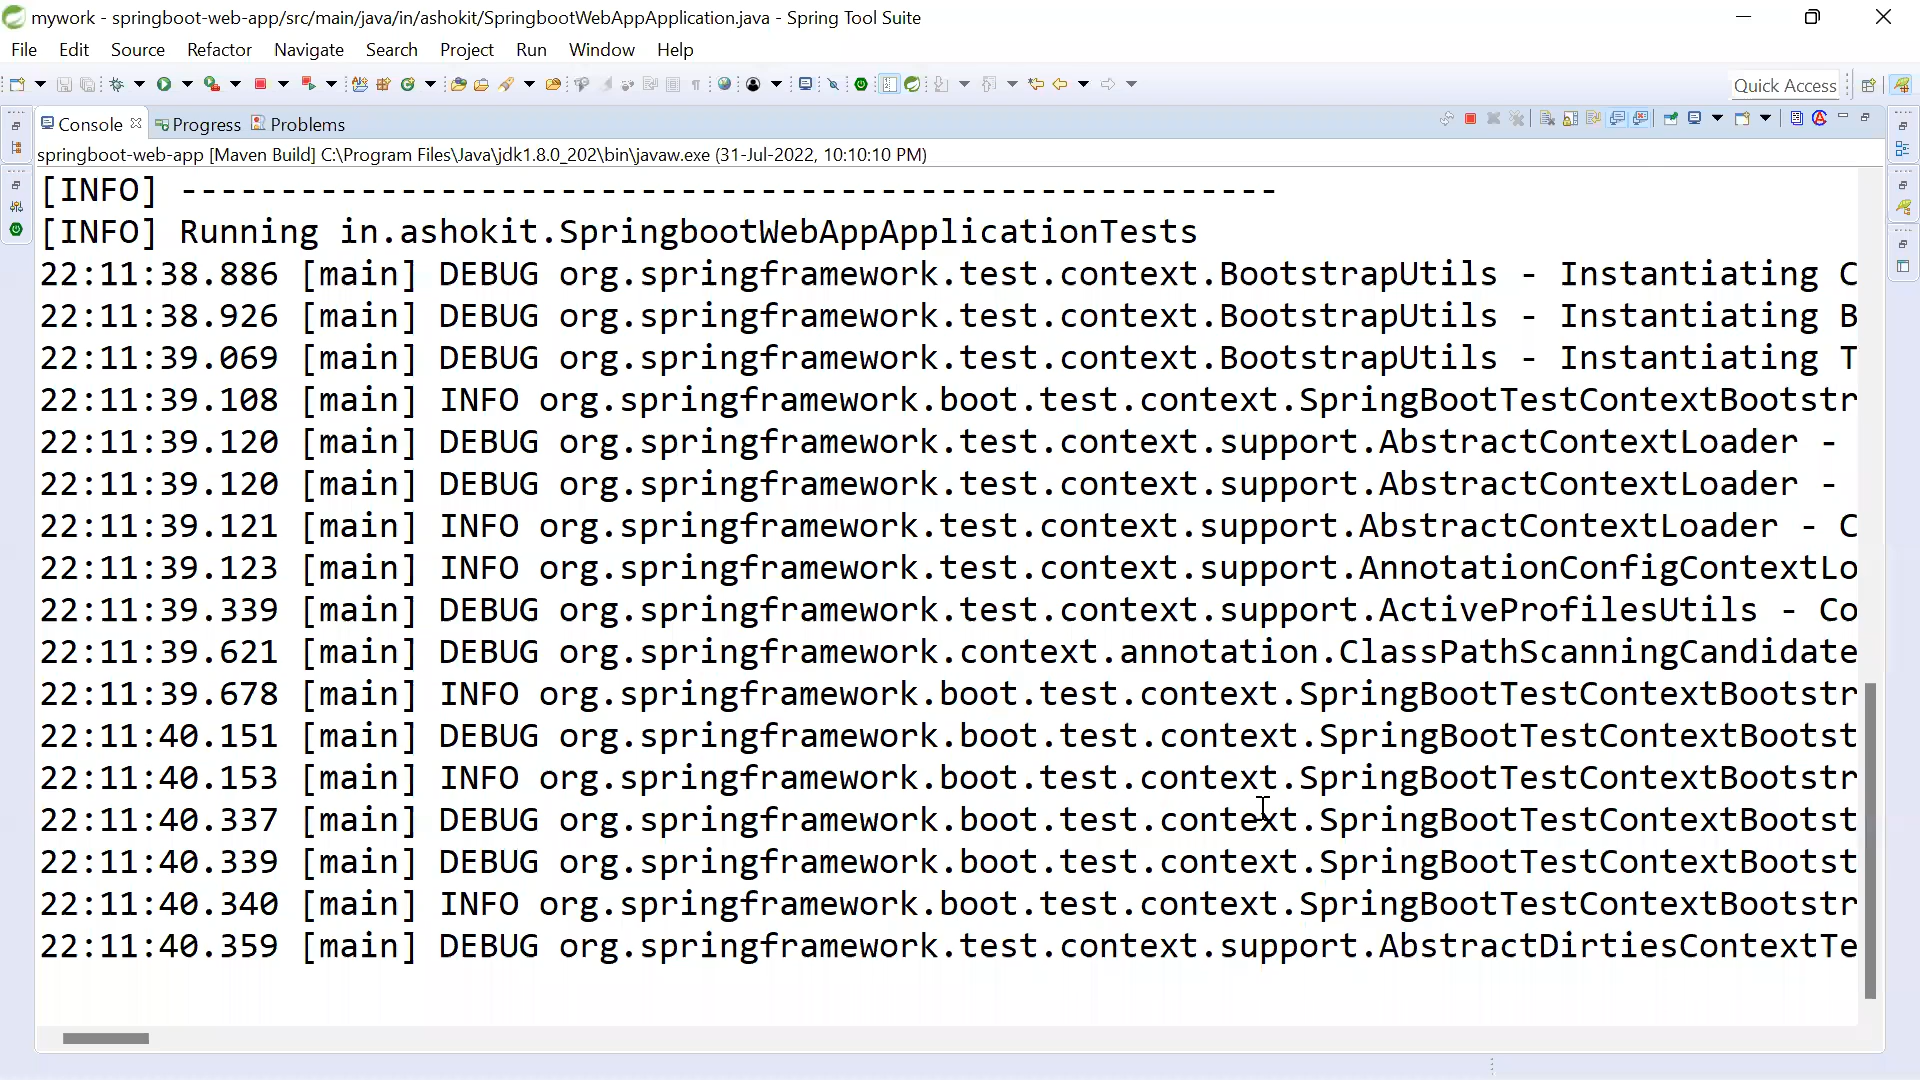 mywork - springboot-web-app/src/main/java/in/ashokit/SpringbootWebAppApplication.java - Spring Tool Suite
File Edit Source Refactor Navigate Search Project Run Window Help
Quick Access
Console Progress Problems
springboot-web-app [Maven Build] C:\Program Files\Java\jdk1.8.0_202\bin\javaw.exe (31-Jul-2022, 10:10:10 PM)
[INFO] -------------------------------------------------------
[INFO] Running in.ashokit.SpringbootWebAppApplicationTests
22:11:38.886 [main] DEBUG org.springframework.test.context.BootstrapUtils - Instantiating C
22:11:38.926 [main] DEBUG org.springframework.test.context.BootstrapUtils - Instantiating B
22:11:39.069 [main] DEBUG org.springframework.test.context.BootstrapUtils - Instantiating T
22:11:39.108 [main] INFO org.springframework.boot.test.context.SpringBootTestContextBootstr
22:11:39.120 [main] DEBUG org.springframework.test.context.support.AbstractContextLoader -
22:11:39.120 [main] DEBUG org.springframework.test.context.support.AbstractContextLoader -
22:11:39.121 [main] INFO org.springframework.test.context.support.AbstractContextLoader - C
22:11:39.123 [main] INFO org.springframework.test.context.support.AnnotationConfigContextLo
22:11:39.339 [main] DEBUG org.springframework.test.context.support.ActiveProfilesUtils - Co
22:11:39.621 [main] DEBUG org.springframework.context.annotation.ClassPathScanningCandidate
22:11:39.678 [main] INFO org.springframework.boot.test.context.SpringBootTestContextBootstr
22:11:40.151 [main] DEBUG org.springframework.boot.test.context.SpringBootTestContextBootst
22:11:40.153 [main] INFO org.springframework.boot.test.context.SpringBootTestContextBootstr
22:11:40.337 [main] DEBUG org.springframework.boot.test.context.SpringBootTestContextBootst
22:11:40.339 [main] DEBUG org.springframework.boot.test.context.SpringBootTestContextBootst
22:11:40.340 [main] INFO org.springframework.boot.test.context.SpringBootTestContextBootstr
22:11:40.359 [main] DEBUG org.springframework.test.context.support.AbstractDirtiesContextTe